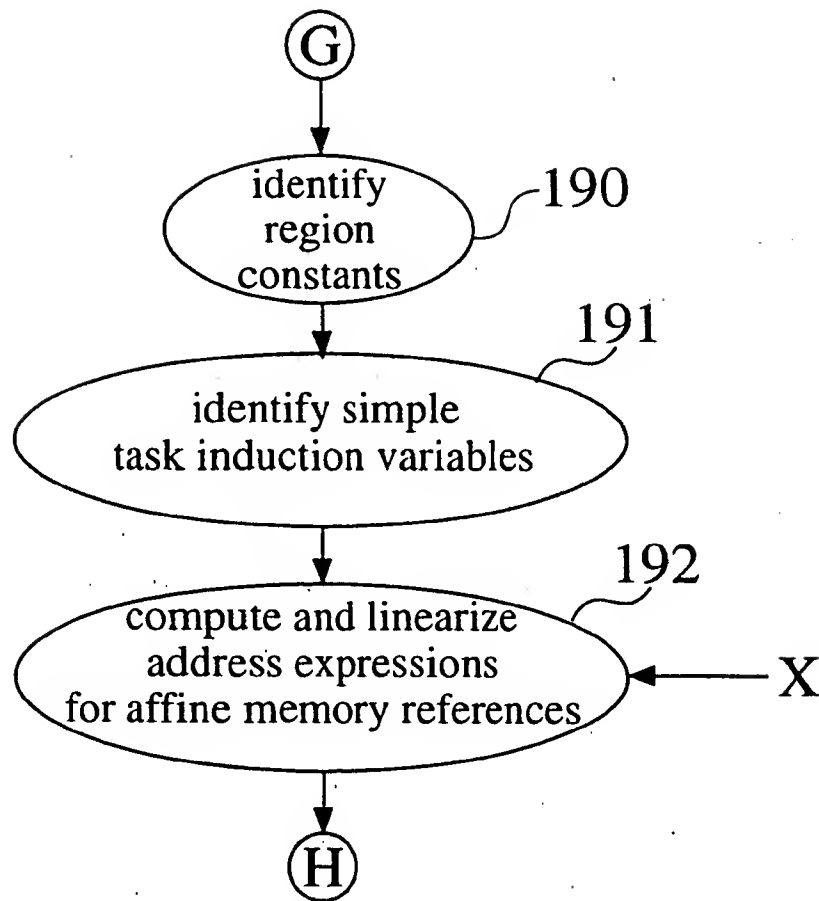 G
identify
region
constants
190
191
identify simple
task induction variables
192
compute and linearize
address expressions
for affine memory references
X
H